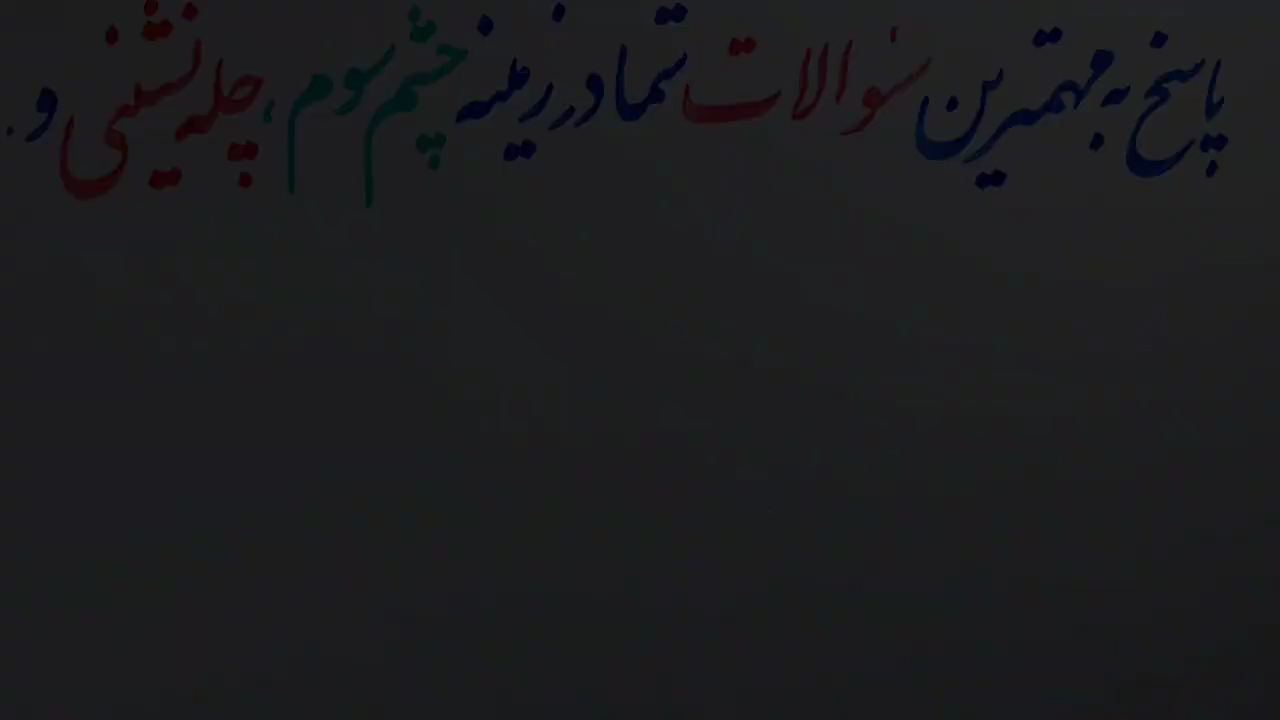 پاسخ به مهمترین سوالات شما در زمینه چشم سوم، چله نشینی و.